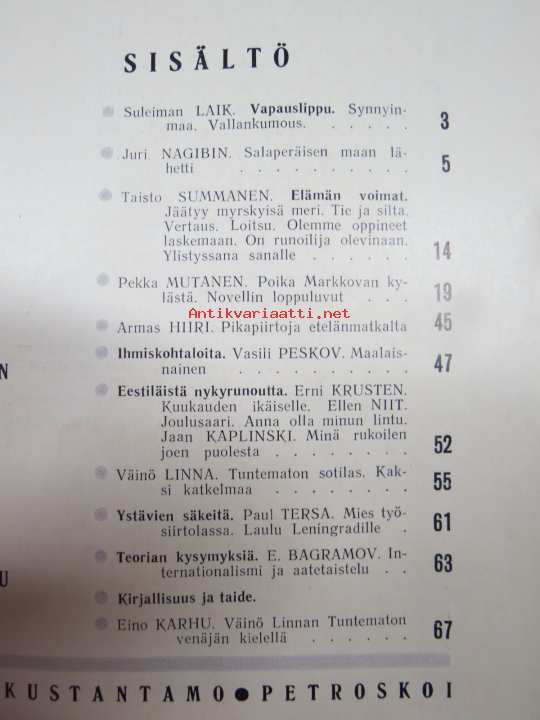 SISÄLTÖ
Suleiman LAIK. Vapauslippu. Synnyin-
maa. Vallankumous. . . . . . 3
Juri NAGIBIN. Salaperäisen maan lä-
hetti . . . . . . . . . . 5
Taisto SUMMANEN. Elämän voimat.
Jäätyy myrskyisä meri. Tie ja silta.
Vertaus. Loitsu. Olemme oppineet
laskemaan. On runoilija olevinaan.
Ylistyssana sanalle . . . . . . 14
Pekka MUTANEN. Poika Markkovan ky-
lästä. Novellin loppuluvut . . . 19
Antikvariaatti.net
Armas HIIRI. Pikapiirtoja etelänmatkalta 45
Ihmiskohtaloita. Vasili PESKOV. Maalais-
nainen . . . . . . . . . 47
N
Eestiläistä nykyrunoutta. Erni KRUSTEN.
Kuukauden ikäiselle. Ellen NIIT.
Joulusaari. Anna olla minun lintu.
Jaan KAPLINSKI. Minä rukoilen
joen puolesta . . . . . . . 52
Väinö LINNA. Tuntematon sotilas. Kak-
si katkelmaa . . . . . . . . 55
Ystävien säkeitä. Paul TERSA. Mies työ-
siirtolassa. Laulu Leningradille . 61
Teorian kysymyksiä. E. BAGRAMOV. In-
ternationalismi ja aatetaistelu . . 63
U
Kirjallisuus ja taide.
Eino KARHU. Väinö Linnan Tuntematon
venäjän kielellä . . . . . . 67
KUSTANTAMO●PETROSKOI